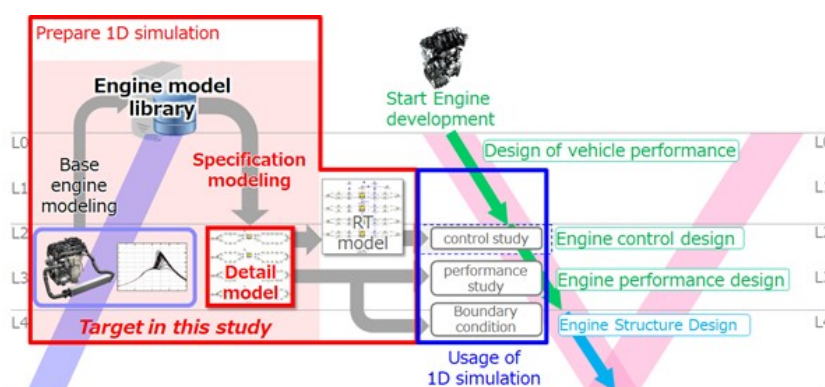 Prepare 1D simulation
Engine model
library
Start Engine
development
L0
L0
Design of vehicle performance
Specification
modeling
Base
engine
modeling
L1
L1
RT
model
L2
L2
control study
Engine control design
Detail
model
L3
L3
performance
study
Engine performance design
L4
L4
Boundary
condition
Engine Structure Design
Target in this study
Usage of
1D simulation